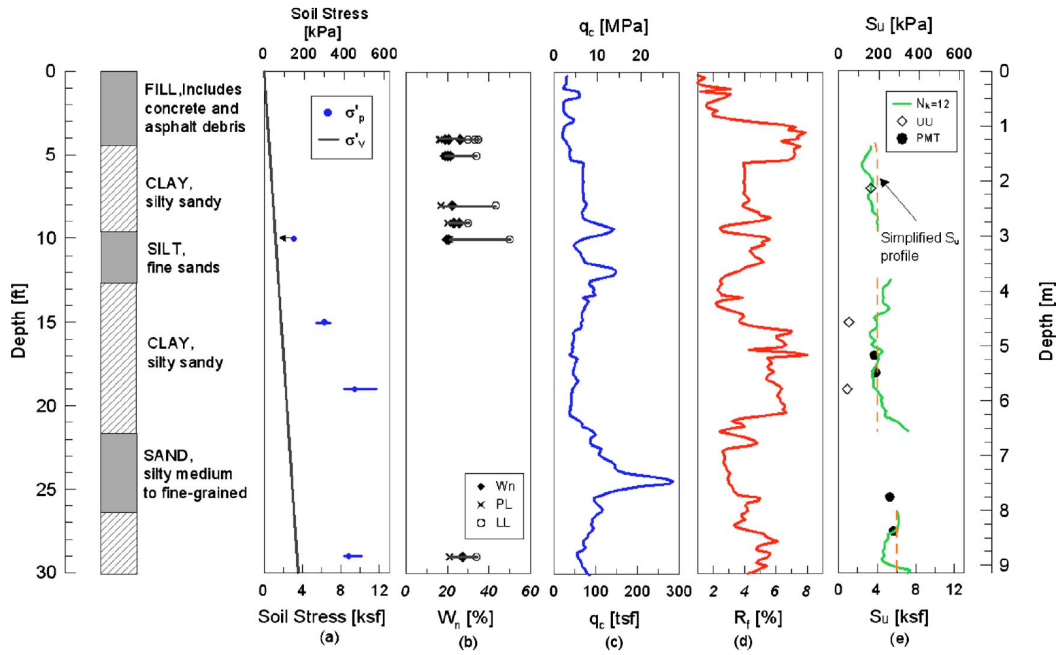 Soil Stress
[kPa]
0 200 400 600
q_c [MPa]
0 10 20
S_u [kPa]
0 200 400 600
Depth [ft]
0
5
10
15
20
25
30
FILL,Includes
concrete and
asphalt debris
CLAY,
silty sandy
SILT,
fine sands
CLAY,
silty sandy
SAND,
silty medium
to fine-grained
σ'_p
σ'_v
0 4 8 12
Soil Stress [ksf]
(a)
Wn
PL
LL
0 20 40 60 80
W_n [%]
(b)
0 100 200 300
q_c [tsf]
(c)
2 4 6 8
R_f [%]
(d)
N_k=12
UU
PMT
Simplified S_u
profile
0 4 8 12
S_u [ksf]
(e)
0
1
2
3
4
5
6
7
8
9
Depth [m]